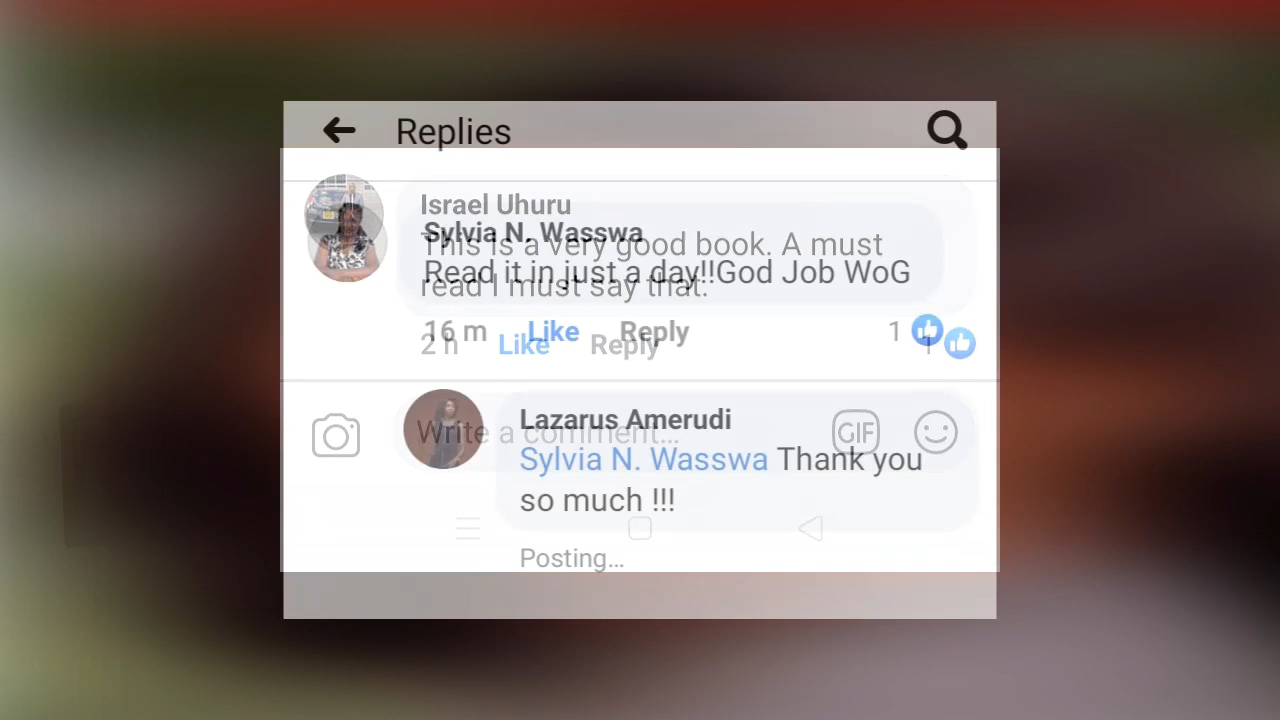 Replies
Israel Uhuru
This is a very good book. A must
read I must say that.
2 h Like Reply 1
Write a comment...
GIF
Sylvia N. Wasswa
Read it in just a day!!God Job WoG
16 m Like Reply 1
Lazarus Amerudi
Sylvia N. Wasswa Thank you
so much !!!
Posting...